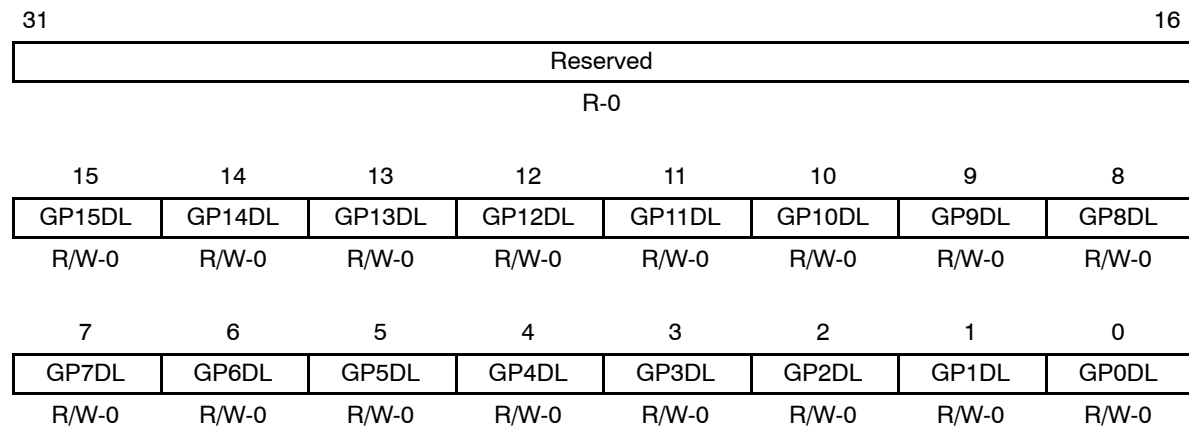 31 16
Reserved
R-0
15 14 13 12 11 10 9 8
GP15DL GP14DL GP13DL GP12DL GP11DL GP10DL GP9DL GP8DL
R/W-0 R/W-0 R/W-0 R/W-0 R/W-0 R/W-0 R/W-0 R/W-0
7 6 5 4 3 2 1 0
GP7DL GP6DL GP5DL GP4DL GP3DL GP2DL GP1DL GP0DL
R/W-0 R/W-0 R/W-0 R/W-0 R/W-0 R/W-0 R/W-0 R/W-0